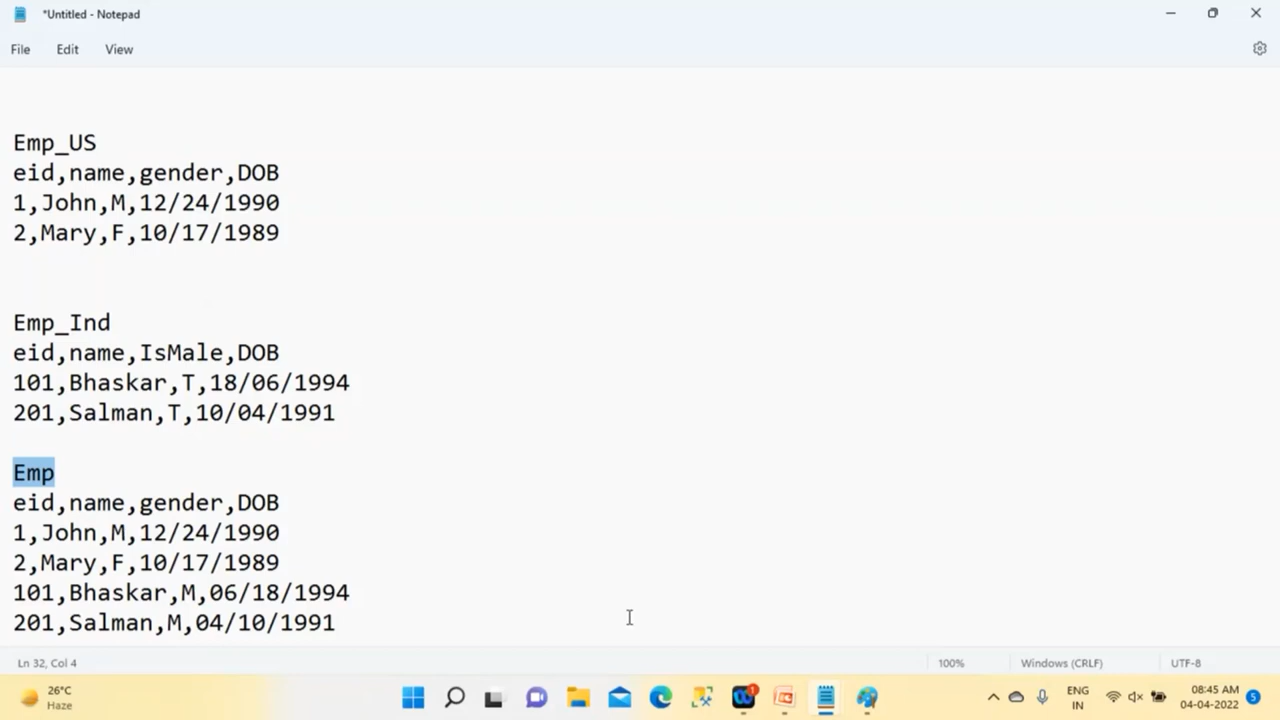 *Untitled - Notepad
File Edit View
Emp_US
eid,name,gender,DOB
1,John,M,12/24/1990
2,Mary,F,10/17/1989
Emp_Ind
eid,name,IsMale,DOB
101,Bhaskar,T,18/06/1994
201,Salman,T,10/04/1991
Emp
eid,name,gender,DOB
1,John,M,12/24/1990
2,Mary,F,10/17/1989
101,Bhaskar,M,06/18/1994
201,Salman,M,04/10/1991
Ln 32, Col 4 100% Windows (CRLF) UTF-8
26°C
Haze
1
ENG
IN
08:45 AM
04-04-2022
5